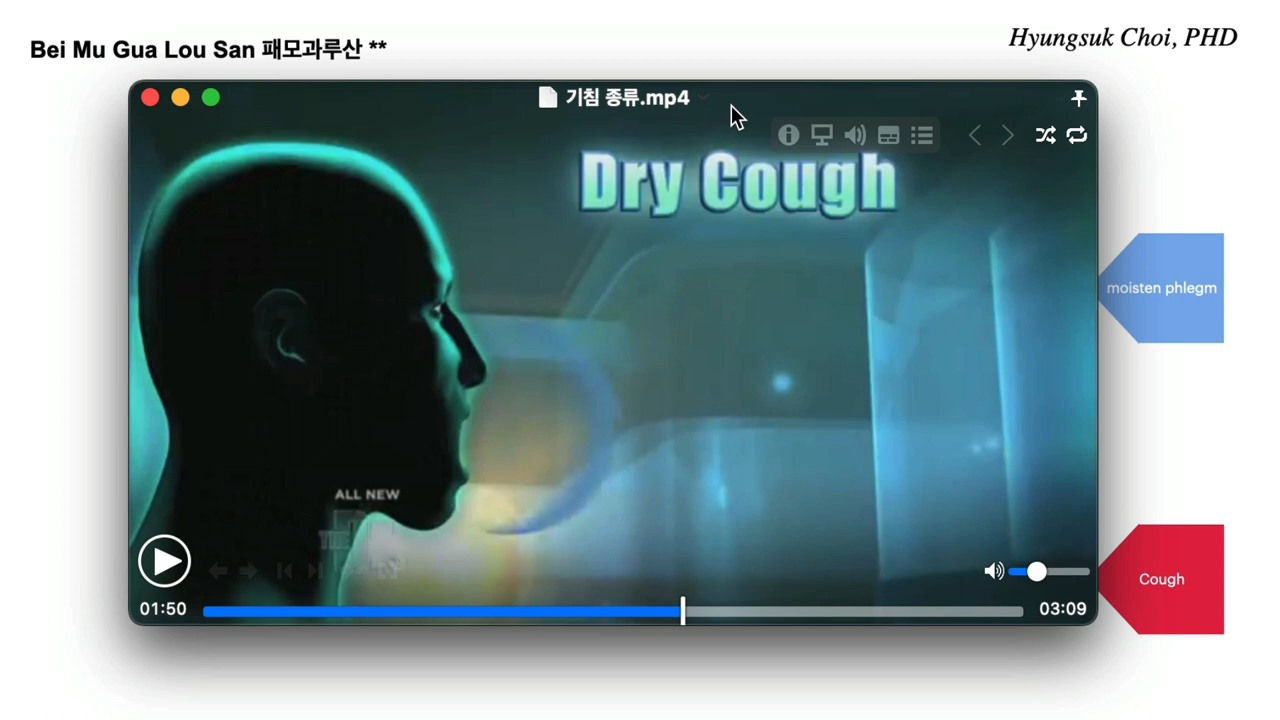 Bei Mu Gua Lou San 패모과루산 **
Hyungsuk Choi, PHD
기침 종류.mp4
Dry Cough
moisten phlegm
ALL NEW
Cough
01:50
03:09